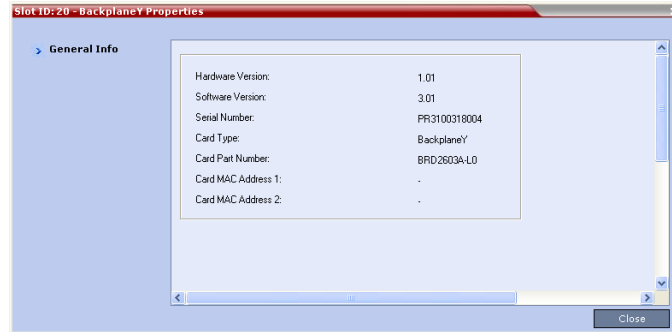 Slot ID: 20 - BackplaneY Properties
General Info
Hardware Version: 1.01
Software Version: 3.01
Serial Number: PR3100318004
Card Type: BackplaneY
Card Part Number: BRD2603A-L0
Card MAC Address 1: -
Card MAC Address 2: -
Close